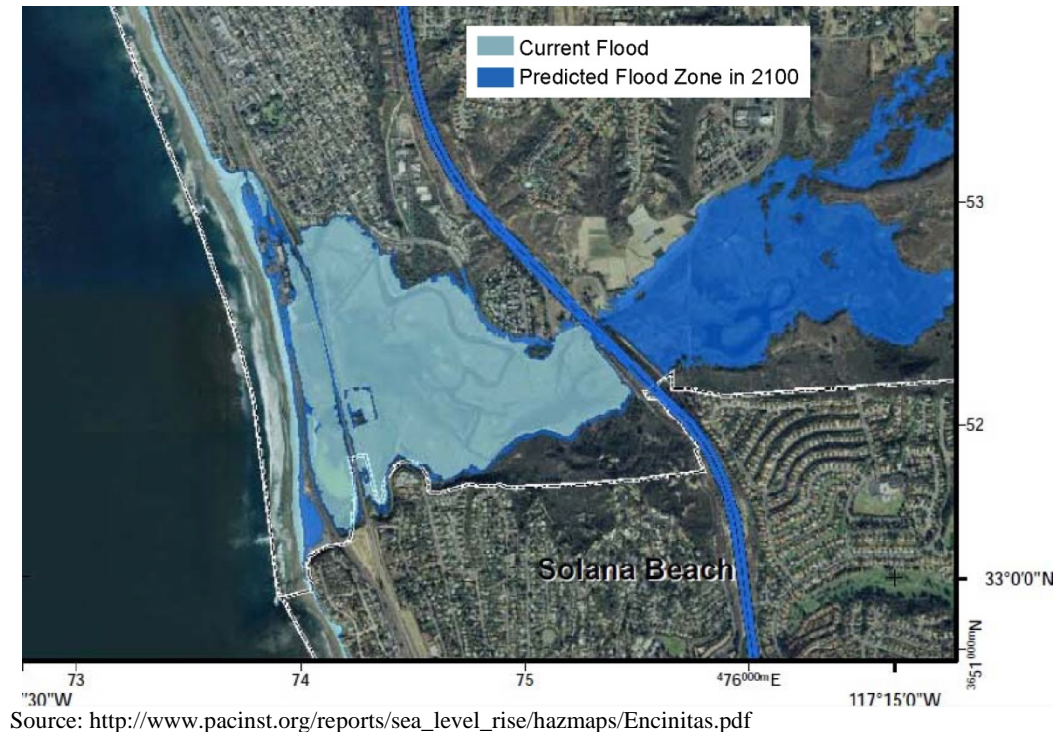 Current Flood
Predicted Flood Zone in 2100
53
52
Solana Beach
33°0'0"N
3651000mN
73
74
75
476000mE
'30"W
117°15'0"W
Source: http://www.pacinst.org/reports/sea_level_rise/hazmaps/Encinitas.pdf